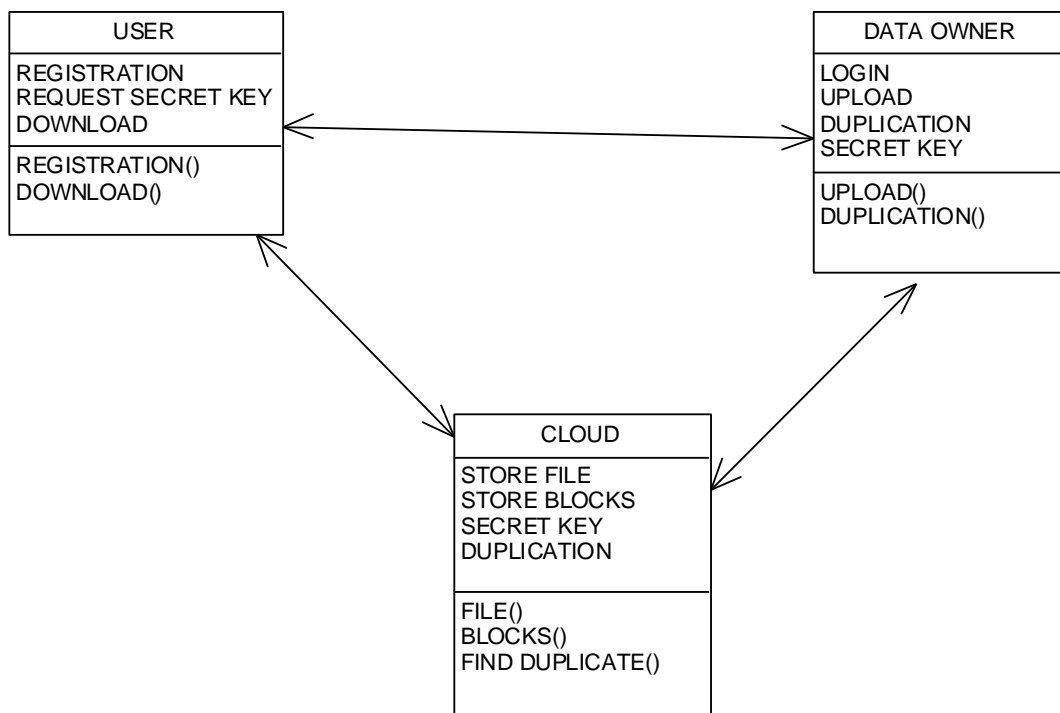 USER
REGISTRATION
REQUEST SECRET KEY
DOWNLOAD
REGISTRATION()
DOWNLOAD()
DATA OWNER
LOGIN
UPLOAD
DUPLICATION
SECRET KEY
UPLOAD()
DUPLICATION()
CLOUD
STORE FILE
STORE BLOCKS
SECRET KEY
DUPLICATION
FILE()
BLOCKS()
FIND DUPLICATE()